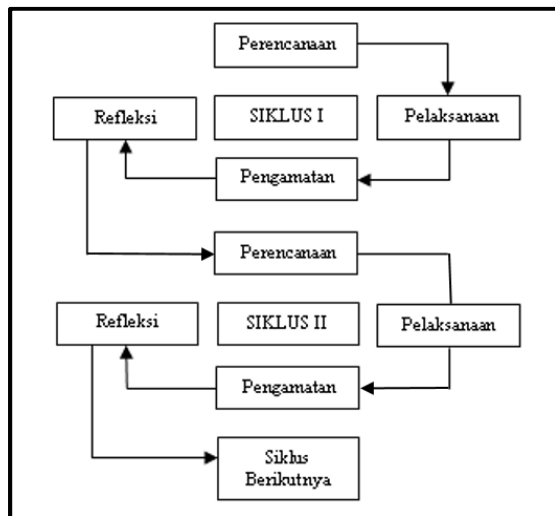 Perencanaan
Refleksi
SIKLUS I
Pelaksanaan
Pengamatan
Perencanaan
Refleksi
SIKLUS II
Pelaksanaan
Pengamatan
Siklus
Berikutnya